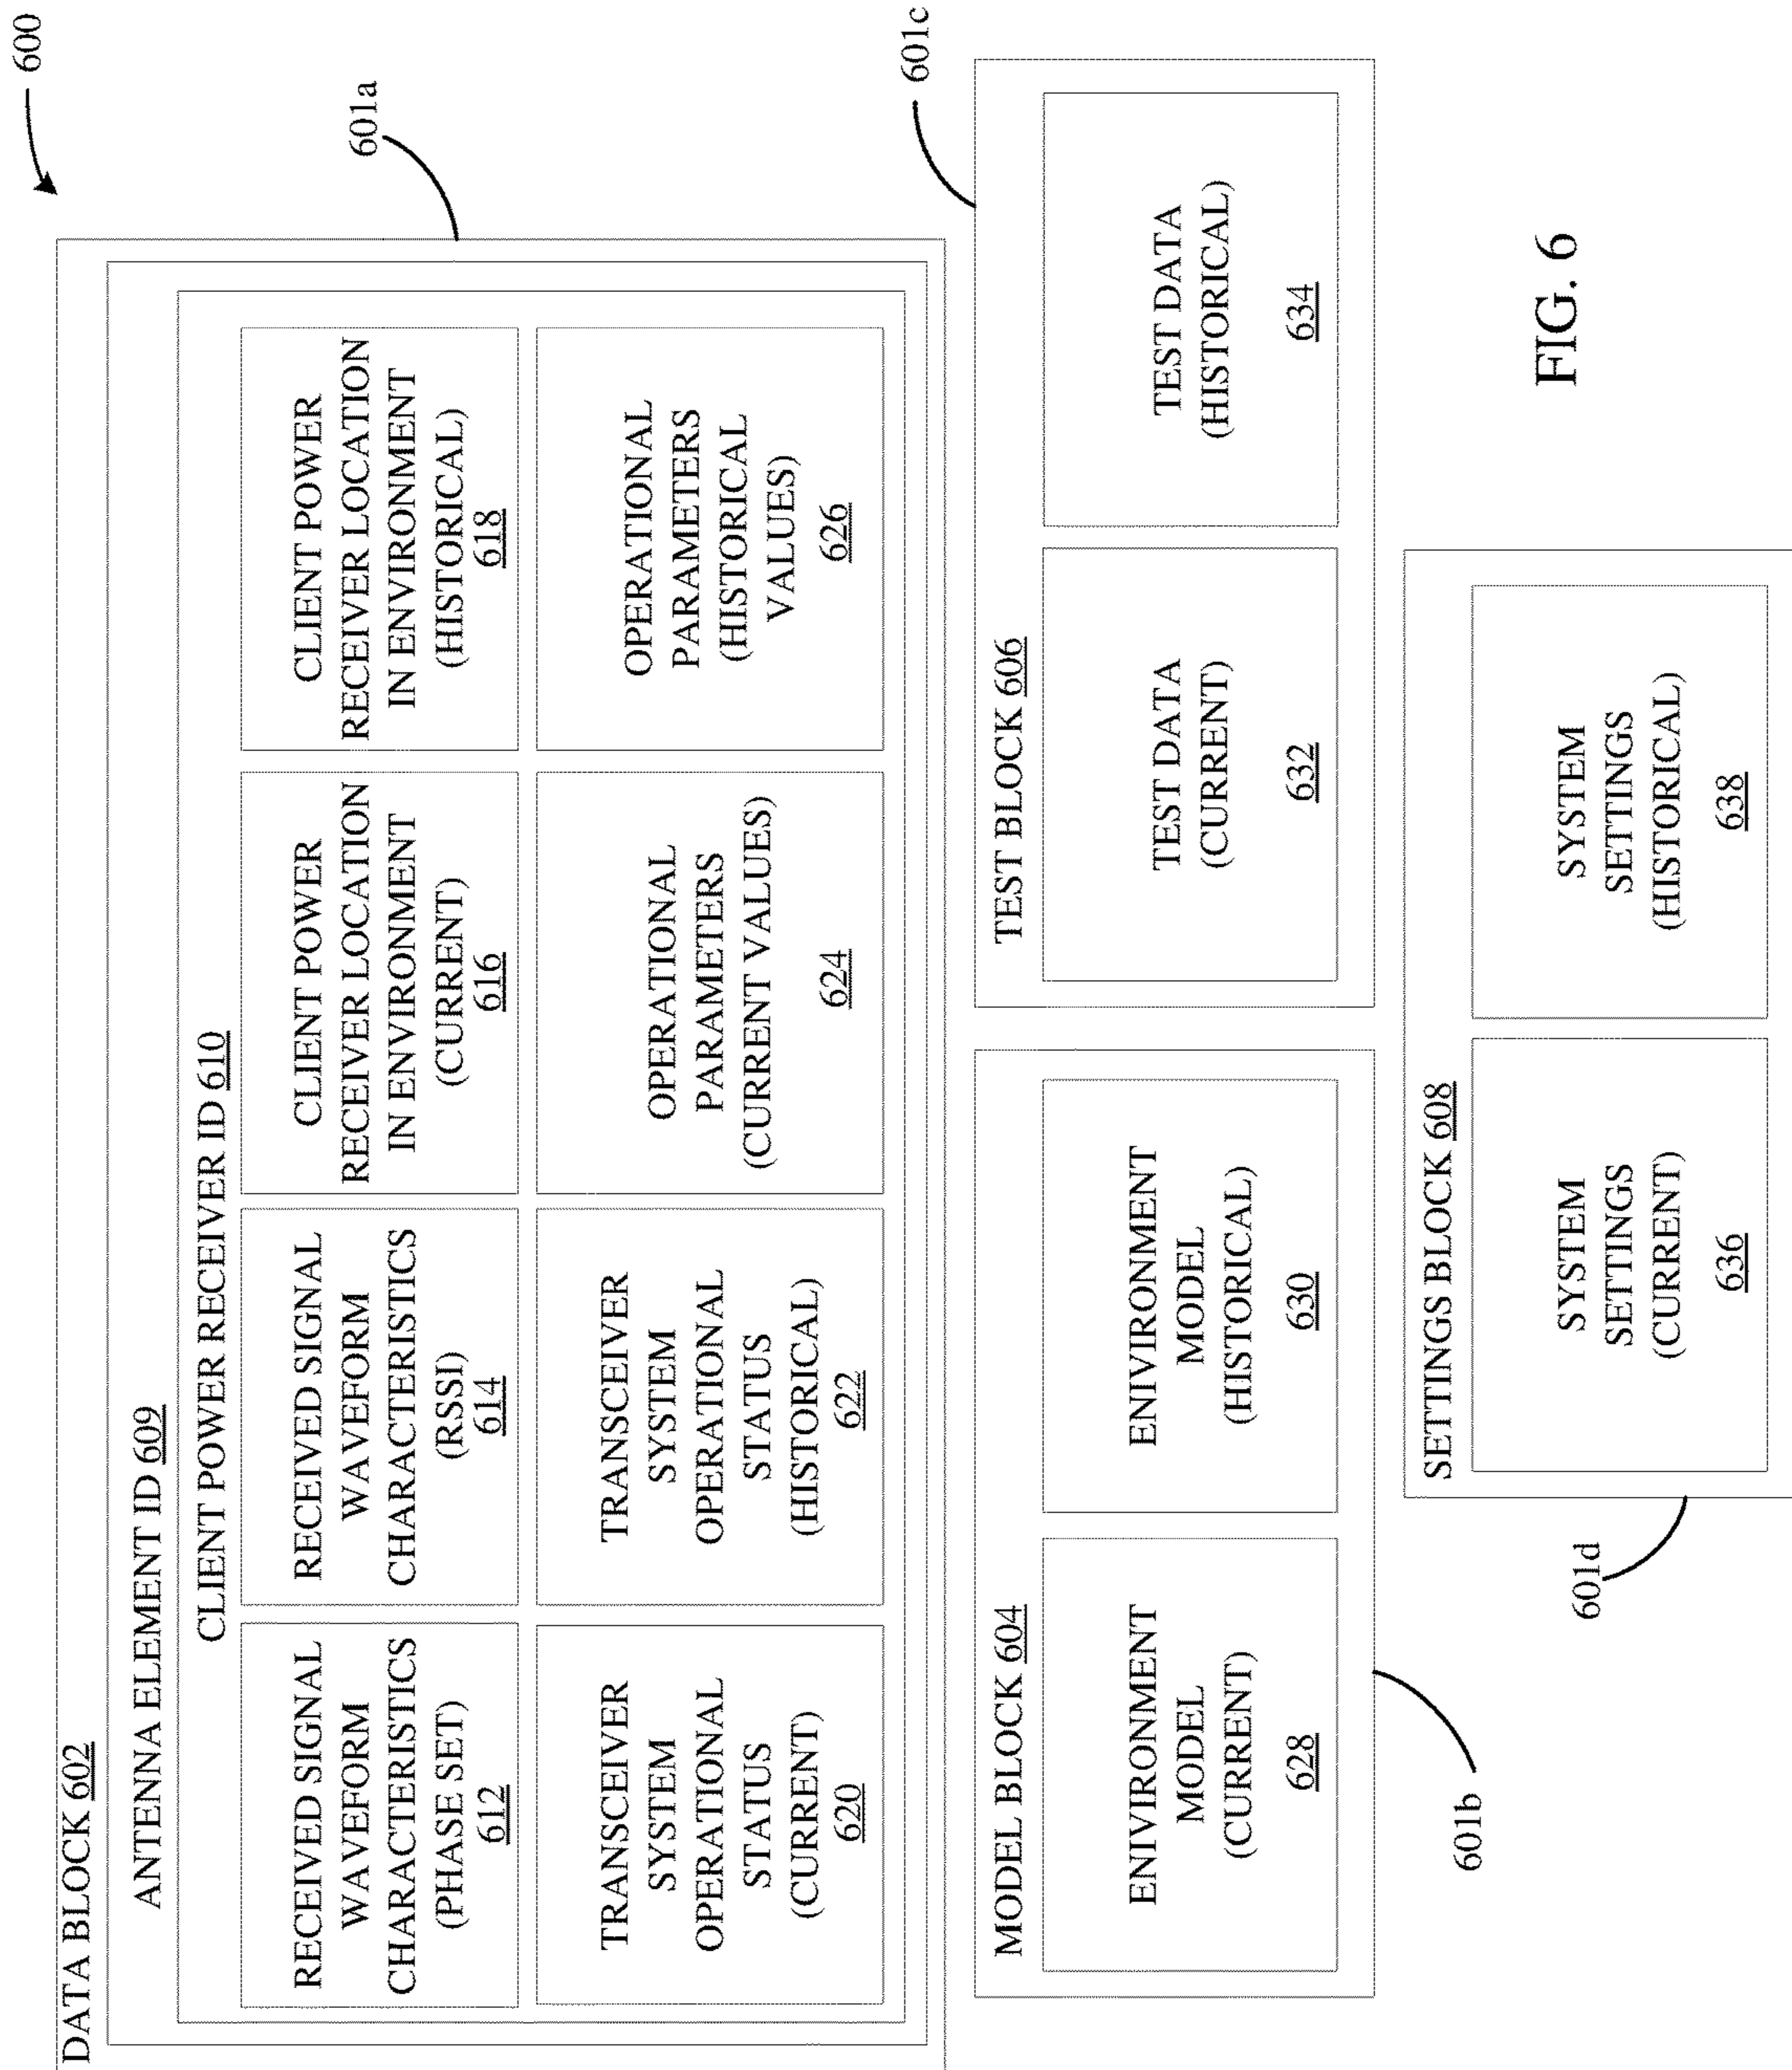 600
DATA BLOCK 602
ANTENNA ELEMENT ID 609
CLIENT POWER RECEIVER ID 610
601a
RECEIVED SIGNAL
WAVEFORM
CHARACTERISTICS
(PHASE SET)
612
RECEIVED SIGNAL
WAVEFORM
CHARACTERISTICS
(RSSI)
614
CLIENT POWER
RECEIVER LOCATION
IN ENVIRONMENT
(CURRENT)
616
CLIENT POWER
RECEIVER LOCATION
IN ENVIRONMENT
(HISTORICAL)
618
TRANSCEIVER
SYSTEM
OPERATIONAL
STATUS
(CURRENT)
620
TRANSCEIVER
SYSTEM
OPERATIONAL
STATUS
(HISTORICAL)
622
OPERATIONAL
PARAMETERS
(CURRENT VALUES)
624
OPERATIONAL
PARAMETERS
(HISTORICAL
VALUES)
626
MODEL BLOCK 604
ENIVIRONMENT
MODEL
(CURRENT)
628
ENIVIRONMENT
MODEL
(HISTORICAL)
630
601b
TEST BLOCK 606
601c
TEST DATA
(CURRENT)
632
TEST DATA
(HISTORICAL)
634
SETTINGS BLOCK 608
SYSTEM
SETTINGS
(CURRENT)
636
SYSTEM
SETTINGS
(HISTORICAL)
638
601d
FIG. 6